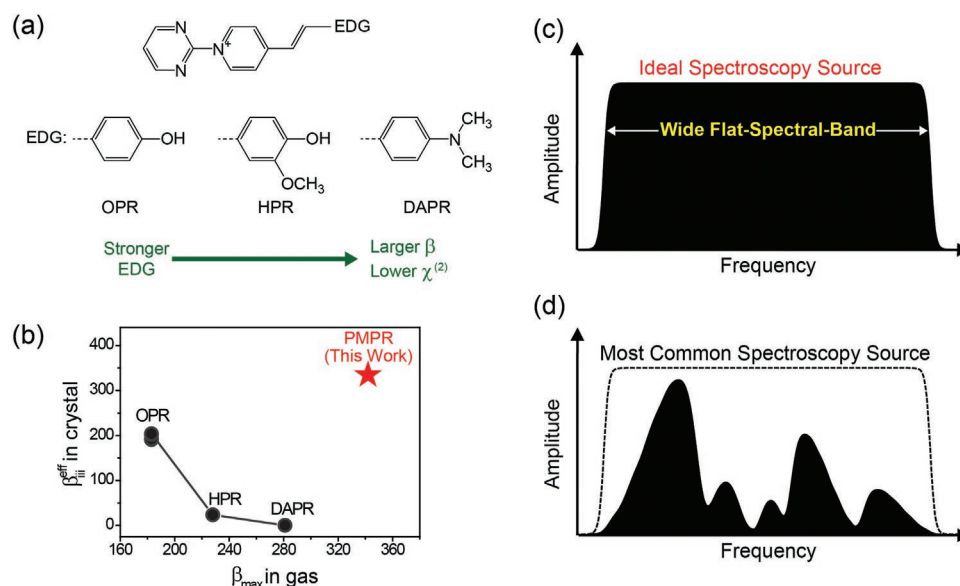 (a)
EDG
N
N
N+
EDG:
OH
OH
OCH3
N
CH3
CH3
OPR
HPR
DAPR
Stronger
EDG
Larger β
Lower χ(2)
(b)
400
300
200
100
0
βiiieff in crystal
160
200
240
280
320
360
βmax in gas
OPR
HPR
DAPR
PMPR
(This Work)
(c)
Ideal Spectroscopy Source
Wide Flat-Spectral-Band
Amplitude
Frequency
(d)
Most Common Spectroscopy Source
Amplitude
Frequency